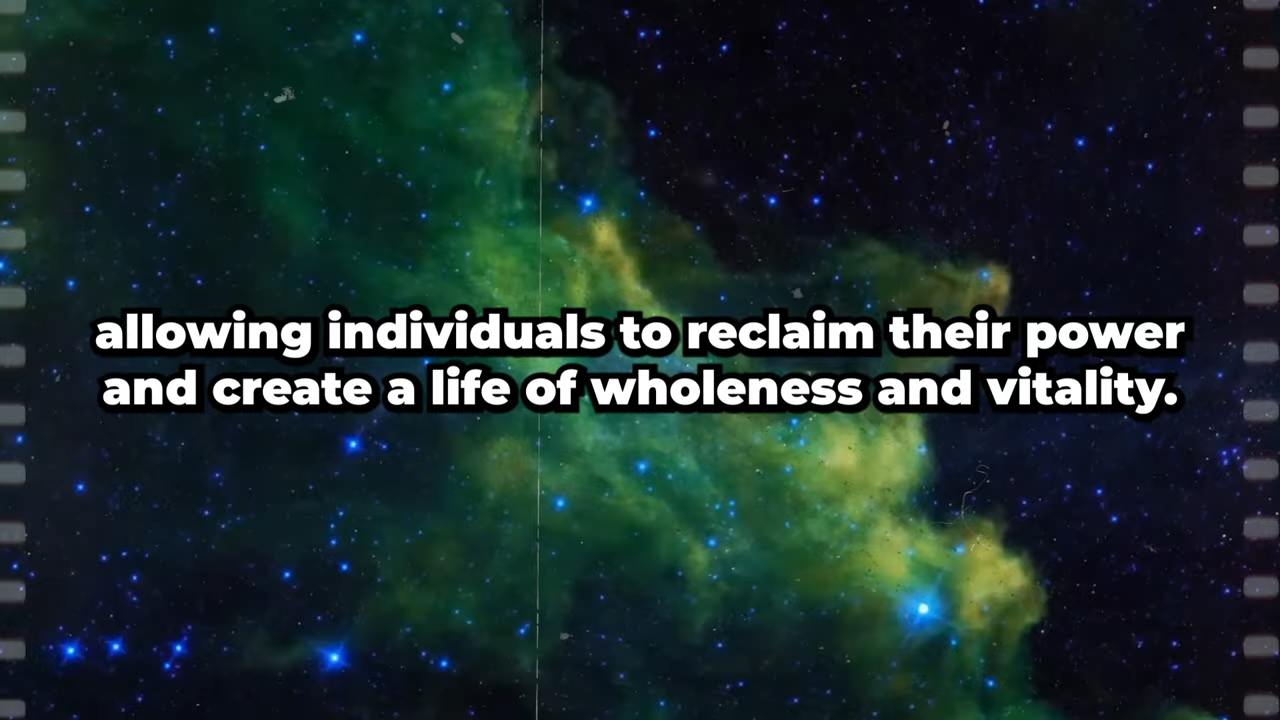 allowing individuals to reclaim their power
and create a life of wholeness and vitality.